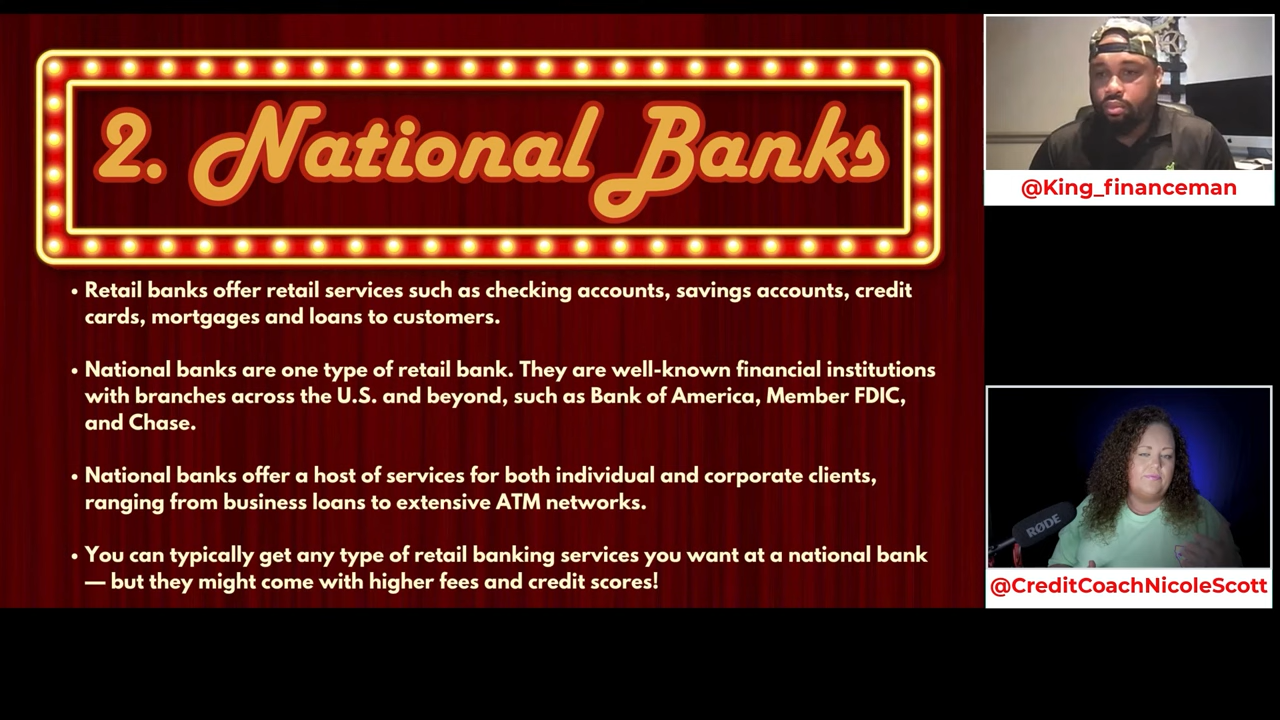 2. National Banks
• Retail banks offer retail services such as checking accounts, savings accounts, credit
cards, mortgages and loans to customers.
• National banks are one type of retail bank. They are well-known financial institutions
with branches across the U.S. and beyond, such as Bank of America, Member FDIC,
and Chase.
• National banks offer a host of services for both individual and corporate clients,
ranging from business loans to extensive ATM networks.
• You can typically get any type of retail banking services you want at a national bank
— but they might come with higher fees and credit scores!
@King_financeman
RØDE
@CreditCoachNicoleScott